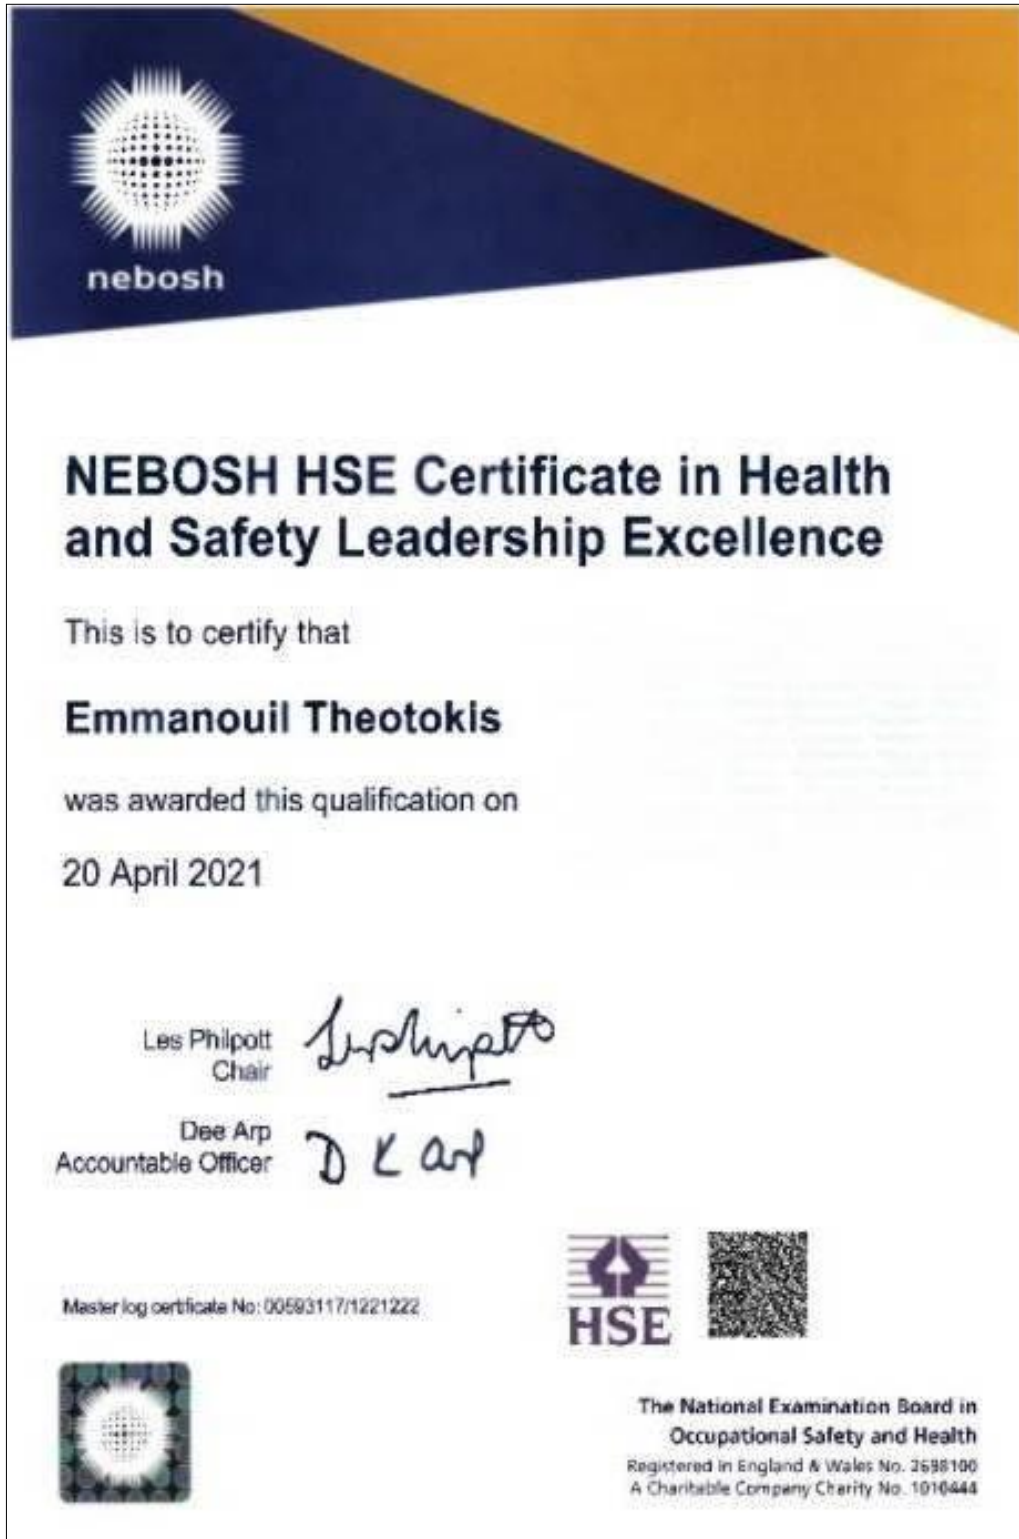 nebosh
NEBOSH HSE Certificate in Health
and Safety Leadership Excellence
This is to certify that
Emmanouil Theotokis
was awarded this qualification on
20 April 2021
Les Philpott
Chair
Dee Arp
Accountable Officer
D K Arp
Master log certificate No: 00593117/1221222
HSE
The National Examination Board in
Occupational Safety and Health
Registered in England & Wales No. 2698100
A Charitable Company Charity No. 1010444